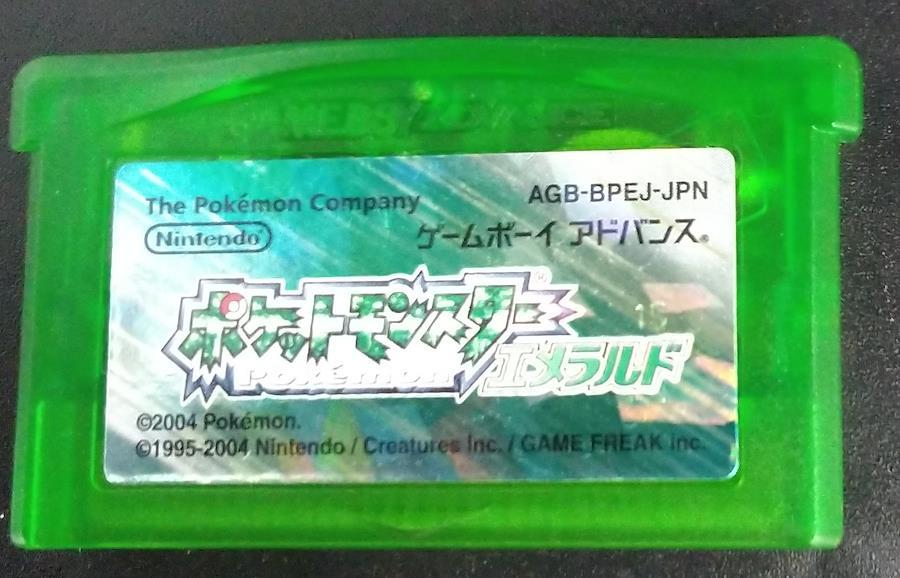 GAMEBOY ADVANCE
The Pokémon Company
AGB-BPEJ-JPN
Nintendo®
ゲームボーイ アドバンス®
ポケットモンスター®
POKéMON
エメラルド
©2004 Pokémon.
©1995-2004 Nintendo / Creatures inc. / GAME FREAK inc.